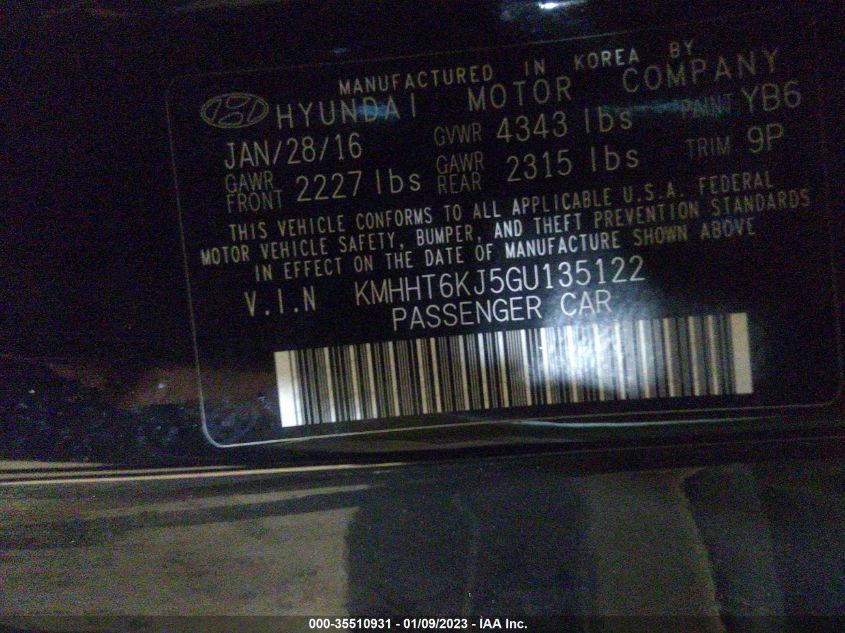 MANUFACTURED IN KOREA BY
HYUNDAI MOTOR COMPANY
JAN/28/16 GVWR 4343 lbs PAINT YB6
GAWR FRONT 2227 lbs GAWR REAR 2315 lbs TRIM 9P
THIS VEHICLE CONFORMS TO ALL APPLICABLE U.S.A. FEDERAL
MOTOR VEHICLE SAFETY, BUMPER, AND THEFT PREVENTION STANDARDS
IN EFFECT ON THE DATE OF MANUFACTURE SHOWN ABOVE
V.I.N KMHHT6KJ5GU135122
PASSENGER CAR
000-35510931 - 01/09/2023 - IAA Inc.